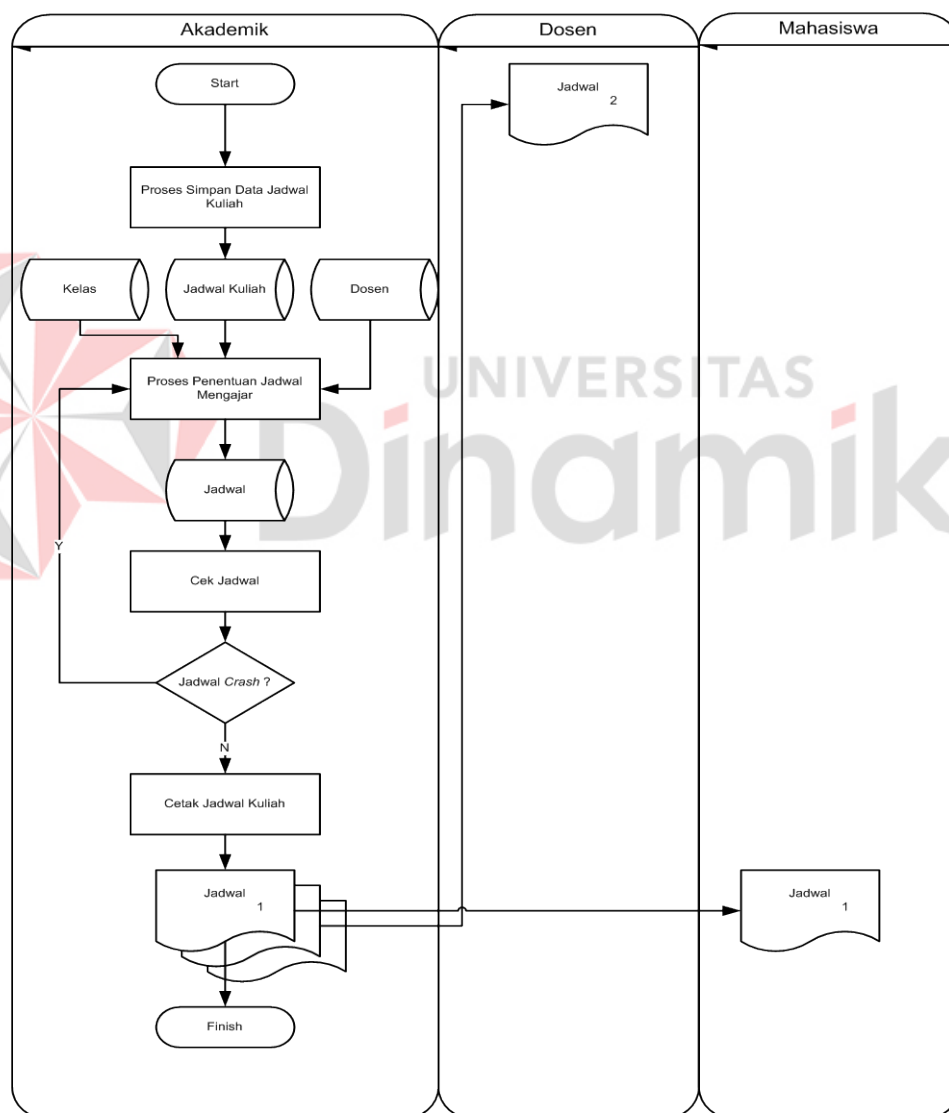 Akademik
Dosen
Mahasiswa
Start
Jadwal
2
Proses Simpan Data Jadwal
Kuliah
Kelas
Jadwal Kuliah
Dosen
Proses Penentuan Jadwal
Mengajar
UNIVERSITAS
Dinamika
Jadwal
Y
Cek Jadwal
Jadwal Crash ?
N
Cetak Jadwal Kuliah
Jadwal
1
Jadwal
1
Finish